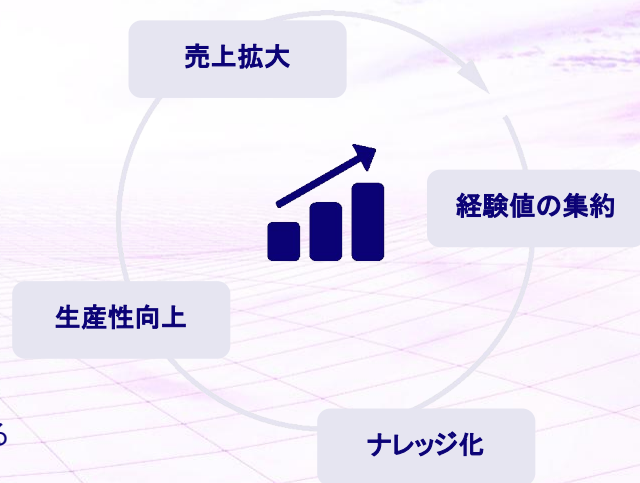 売上拡大
経験値の集約
生産性向上
る
ナレッジ化